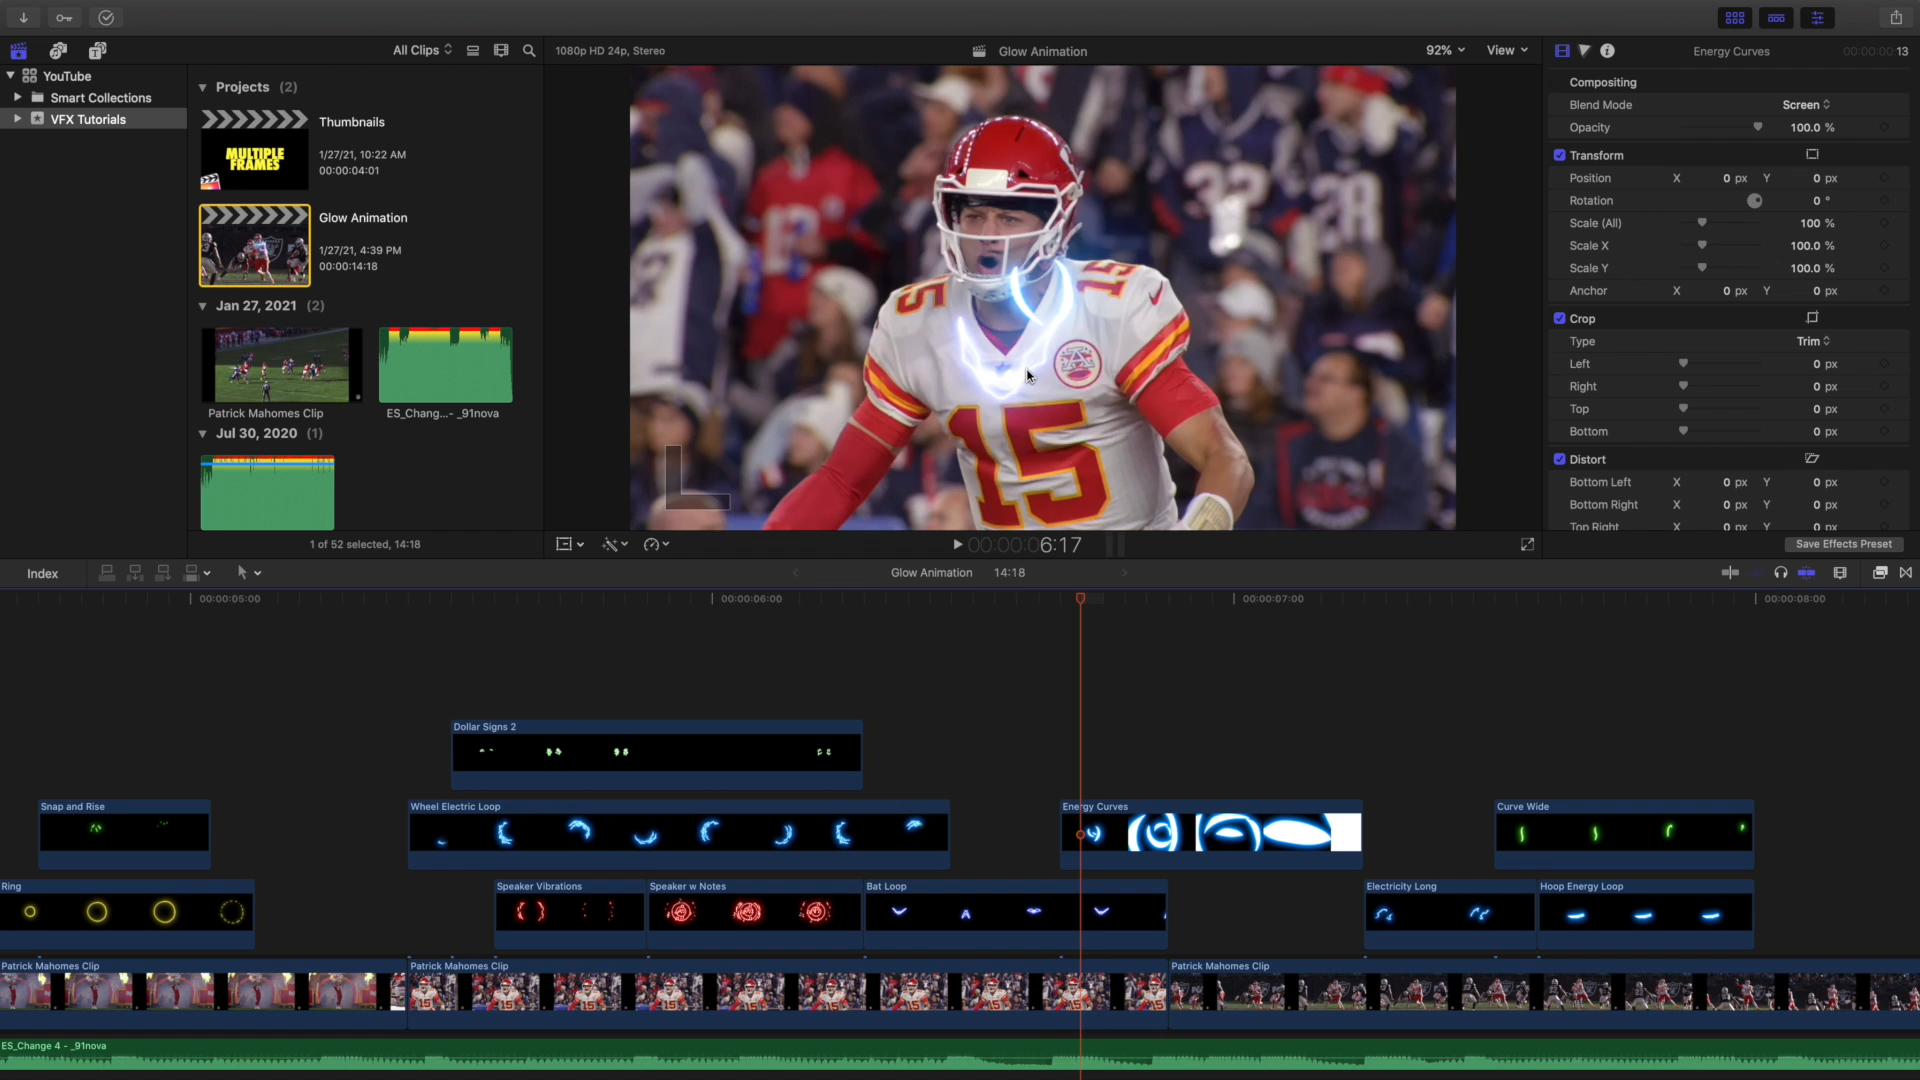 All Clips
1080p HD 24p, Stereo
Glow Animation
92%
View
Energy Curves
00:00:00:00:13
YouTube
Smart Collections
VFX Tutorials
Projects (2)
MULTIPLE
FRAMES
Thumbnails
1/27/21, 10:22 AM
00:00:04:01
Glow Animation
1/27/21, 4:39 PM
00:00:14:18
Jan 27, 2021 (2)
Patrick Mahomes Clip
ES_Chang...- _91nova
Jul 30, 2020 (1)
1 of 52 selected, 14:18
32
28
15
15
15
00:00:06:17
Compositing
Blend Mode Screen
Opacity 100.0 %
Transform
Position X 0 px Y 0 px
Rotation 0 °
Scale (All) 100 %
Scale X 100.0 %
Scale Y 100.0 %
Anchor X 0 px Y 0 px
Crop
Type Trim
Left 0 px
Right 0 px
Top 0 px
Bottom 0 px
Distort
Bottom Left X 0 px Y 0 px
Bottom Right X 0 px Y 0 px
Top Right X 0 px Y 0 px
Save Effects Preset
Index
Glow Animation 14:18
00:00:05:00
00:00:06:00
00:00:07:00
00:00:08:00
Dollar Signs 2
Snap and Rise
Wheel Electric Loop
Energy Curves
Curve Wide
Ring
Speaker Vibrations
Speaker w Notes
Bat Loop
Electricity Long
Hoop Energy Loop
Patrick Mahomes Clip
Patrick Mahomes Clip
Patrick Mahomes Clip
ES_Change 4 - _91nova